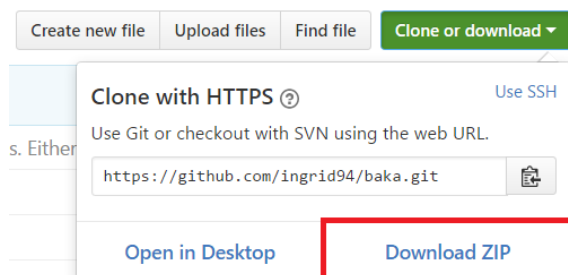 Create new file Upload files Find file Clone or download
Clone with HTTPS ? Use SSH
Use Git or checkout with SVN using the web URL.
s. Either
https://github.com/ingrid94/baka.git
Open in Desktop Download ZIP